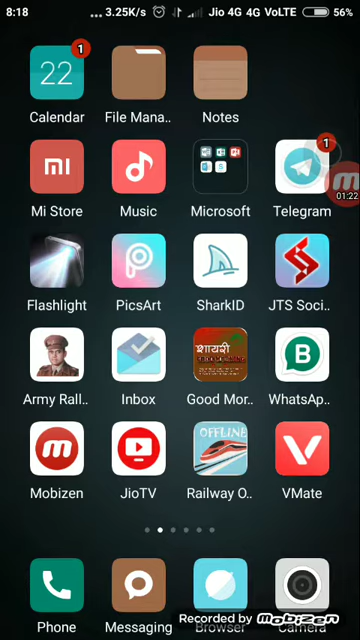 8:18 ... 3.25K/s Jio 4G 4G VoLTE 56%
22 1
Calendar File Mana.. Notes
mi 1
01:22
Mi Store Music Microsoft Telegram
Flashlight PicsArt SharkID JTS Soci..
शायरी
Army Rall.. Inbox Good Mor.. WhatsAp..
OFFLINE
Mobizen JioTV Railway O.. VMate
Phone Messaging Browser Camera
Recorded by mobizen